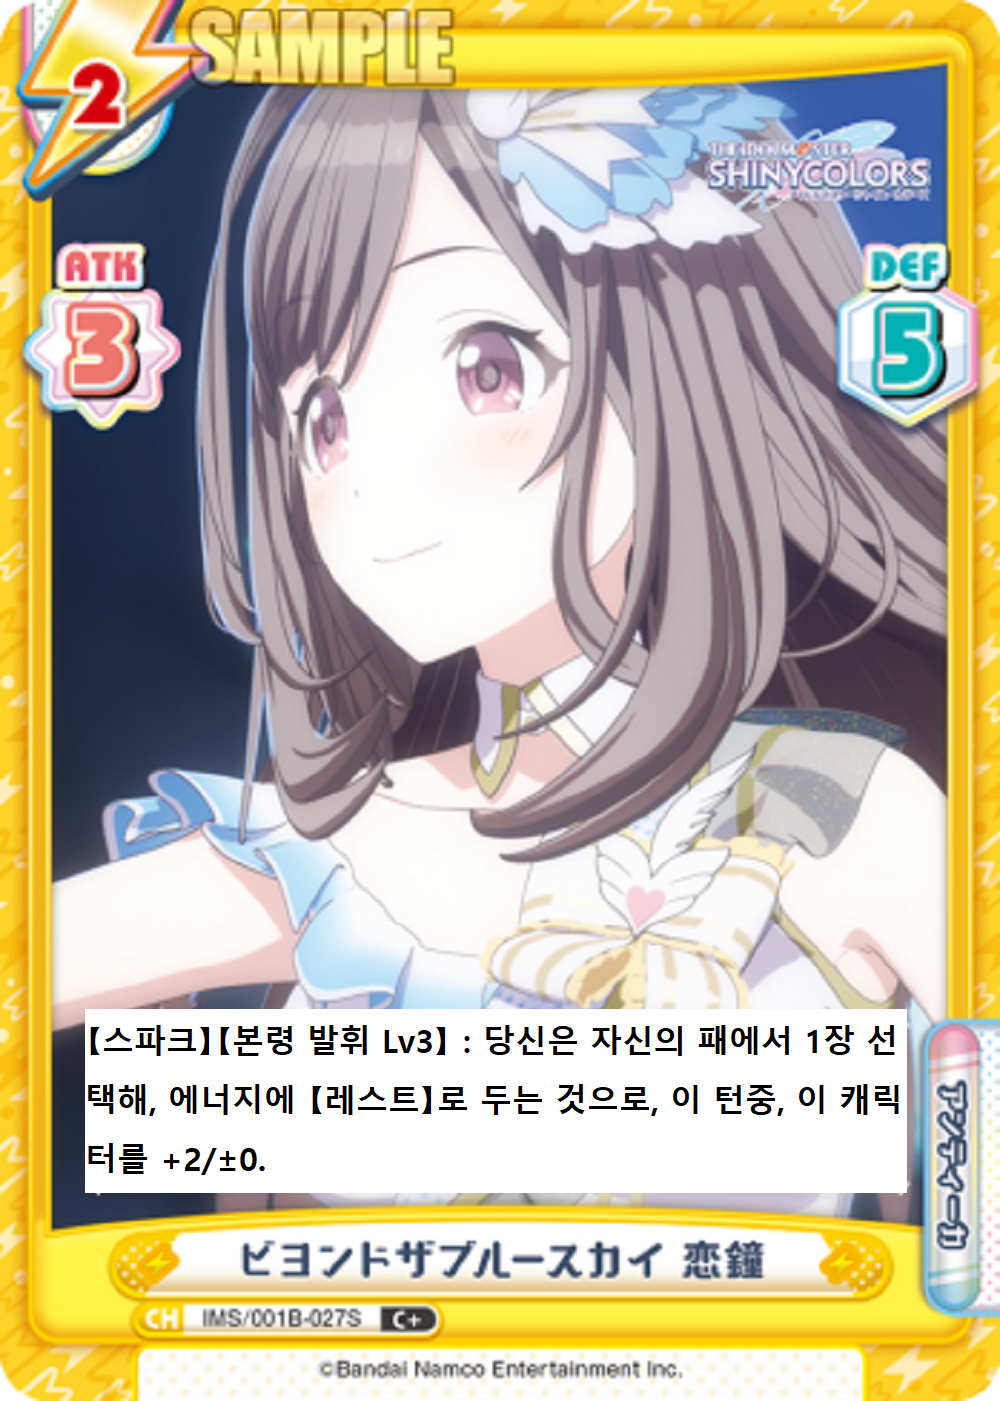 SAMPLE
2
THE IDOLM@STER
SHINYCOLORS
ATK
3
DEF
5
【스파크】【본령 발휘 Lv3】 : 당신은 자신의 패에서 1장 선
택해, 에너지에 【레스트】로 두는 것으로, 이 턴중, 이 캐릭
터를 +2/±0.
アンティーカ
ビヨンドザブルースカイ 恋鐘
CH IMS/001B-027S C+
©Bandai Namco Entertainment Inc.